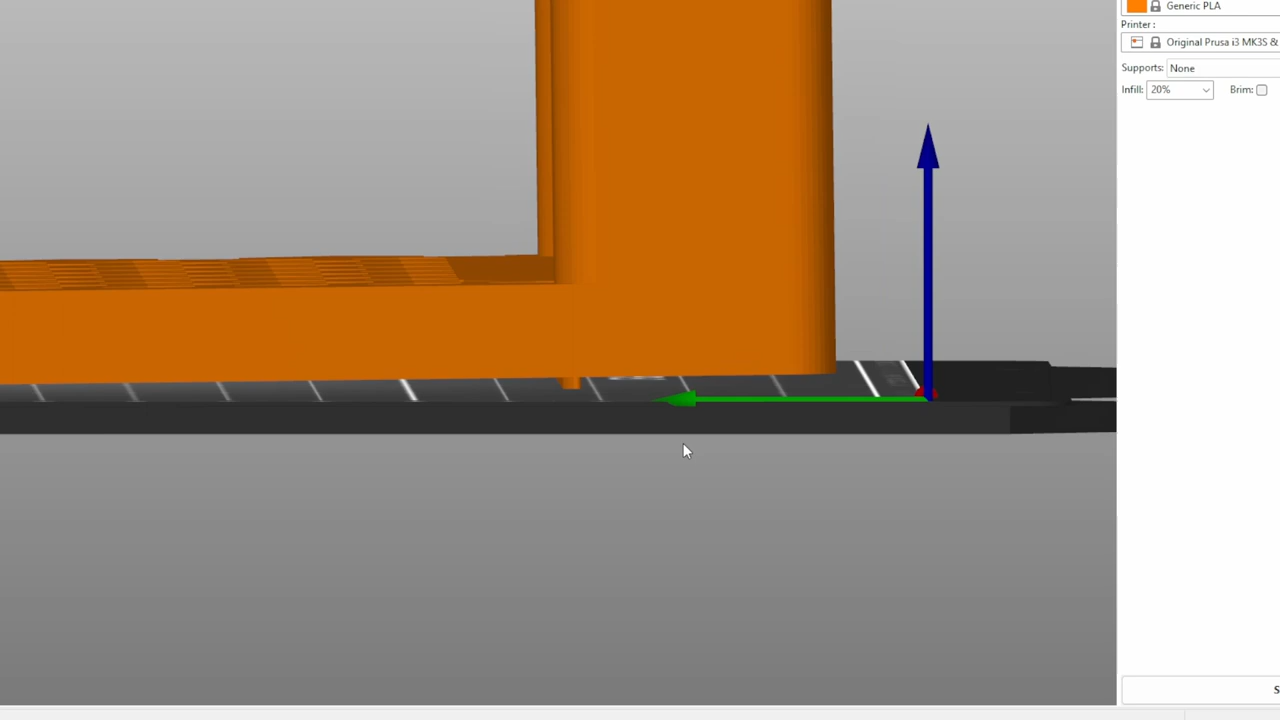 Generic PLA
Printer :
Original Prusa i3 MK3S &
Supports: None
Infill: 20% Brim:
S